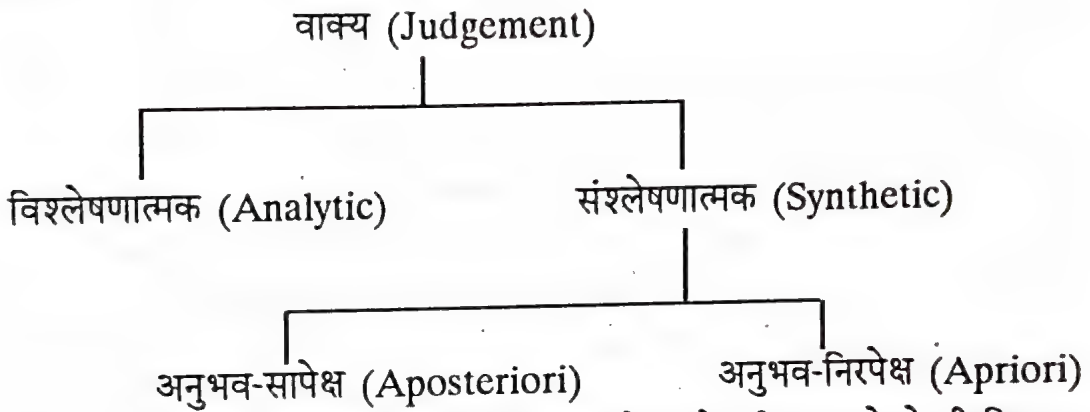 वाक्य (Judgement)
विश्लेषणात्मक (Analytic) संश्लेषणात्मक (Synthetic)
अनुभव-सापेक्ष (Aposteriori) अनुभव-निरपेक्ष (Apriori)